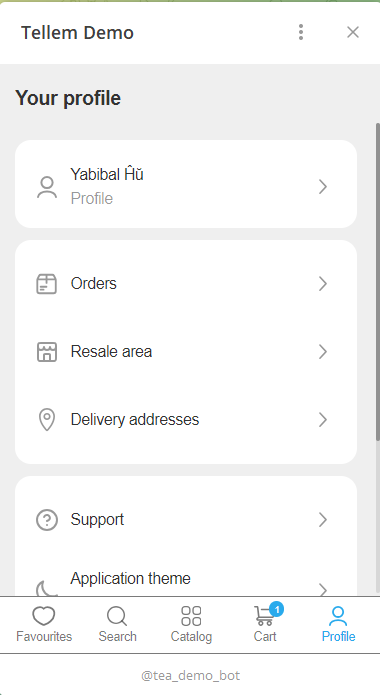 Tellem Demo
Your profile
Yabibal Ĥŭ
Profile
Orders
Resale area
Delivery addresses
Support
Application theme
Favourites
Search
Catalog
Cart
1
Profile
@tea_demo_bot